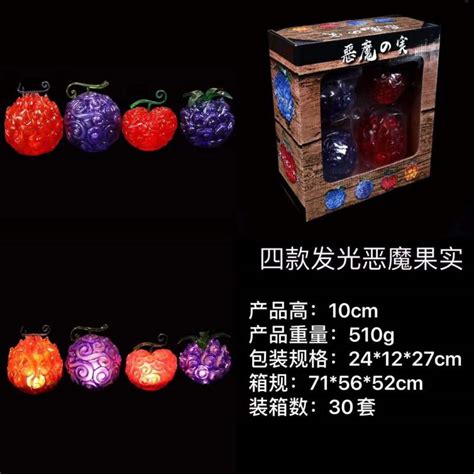 恶魔の実
四款发光恶魔果实
产品高：10cm
产品重量：510g
包装规格：24*12*27cm
箱规：71*56*52cm
装箱数：30套